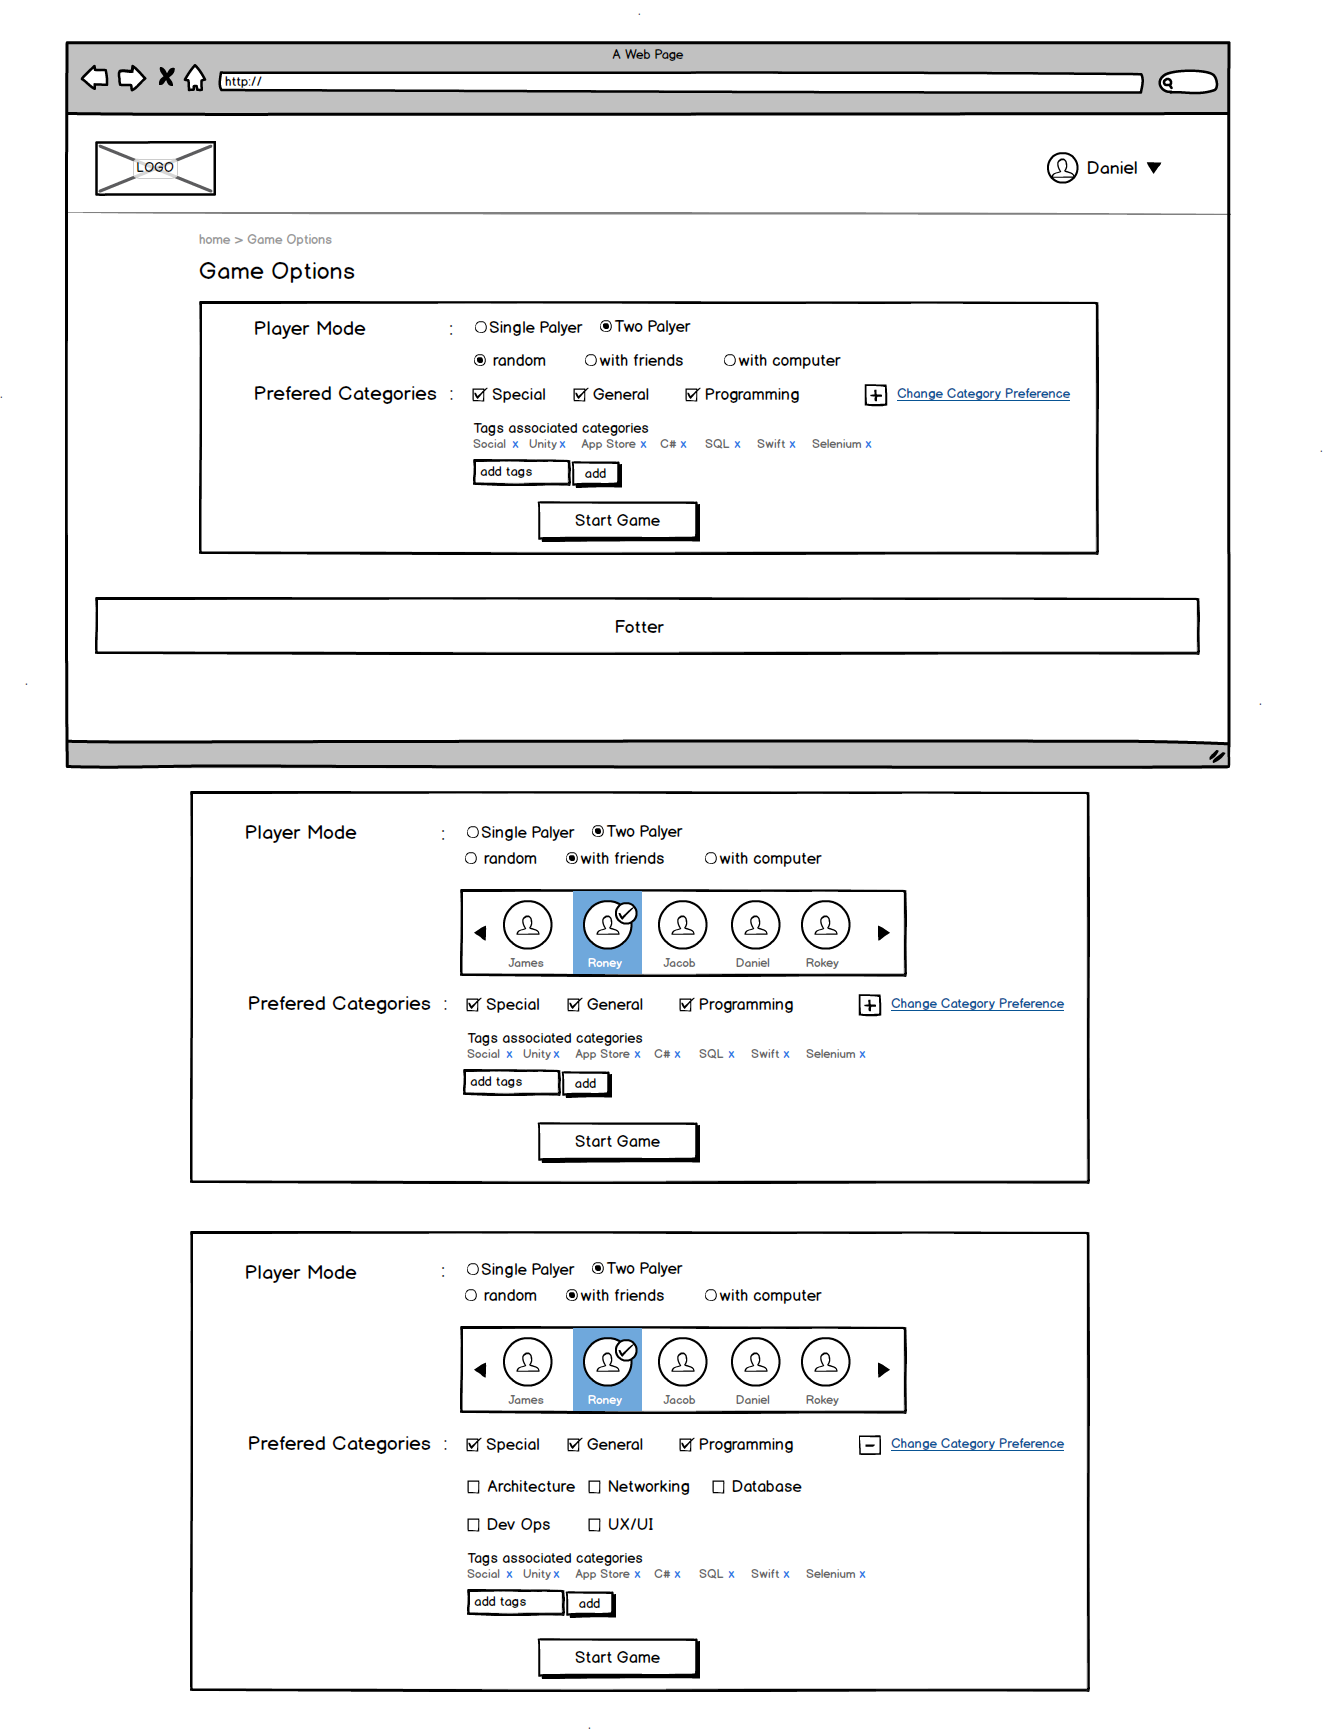 A Web Page
http://
LOGO
Daniel
home > Game Options
Game Options
Player Mode : Single Palyer Two Palyer
random with friends with computer
Prefered Categories : Special General Programming + Change Category Preference
Tags associated categories
Social x Unity x App Store x C# x SQL x Swift x Selenium x
add tags add
Start Game
Fotter
Player Mode : Single Palyer Two Palyer
random with friends with computer
James Roney Jacob Daniel Rokey
Prefered Categories : Special General Programming + Change Category Preference
Tags associated categories
Social x Unity x App Store x C# x SQL x Swift x Selenium x
add tags add
Start Game
Player Mode : Single Palyer Two Palyer
random with friends with computer
James Roney Jacob Daniel Rokey
Prefered Categories : Special General Programming - Change Category Preference
Architecture Networking Database
Dev Ops UX/UI
Tags associated categories
Social x Unity x App Store x C# x SQL x Swift x Selenium x
add tags add
Start Game